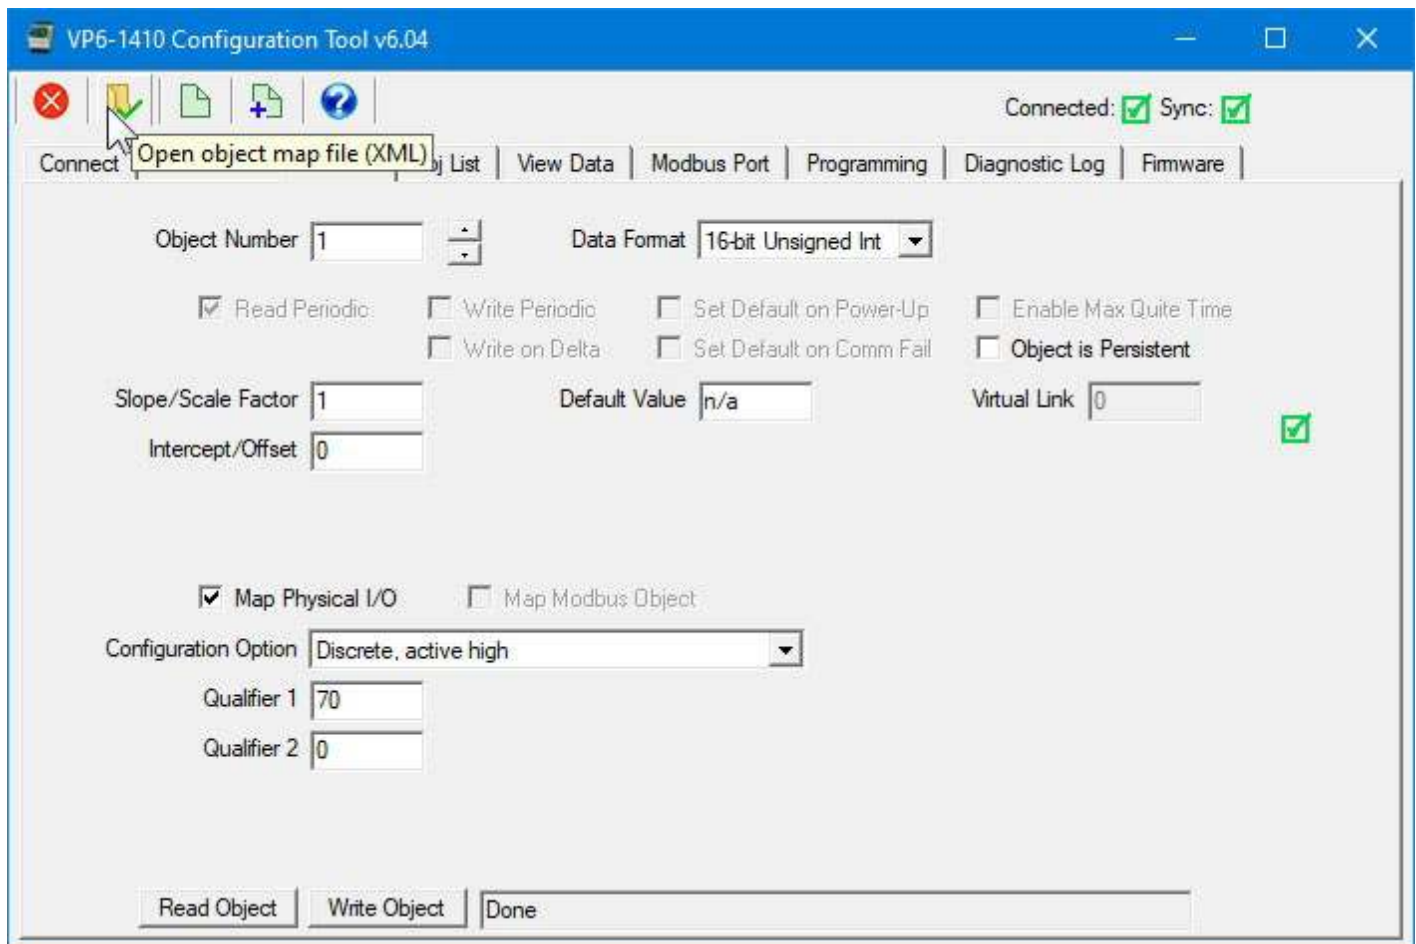 VP6-1410 Configuration Tool v6.04
Connected: Sync:
Open object map file (XML)
Connect j List View Data Modbus Port Programming Diagnostic Log Firmware
Object Number 1 Data Format 16-bit Unsigned Int
Read Periodic Write Periodic Set Default on Power-Up Enable Max Quite Time
Write on Delta Set Default on Comm Fail Object is Persistent
Slope/Scale Factor 1 Default Value n/a Virtual Link 0
Intercept/Offset 0
Map Physical I/O Map Modbus Object
Configuration Option Discrete, active high
Qualifier 1 70
Qualifier 2 0
Read Object Write Object Done